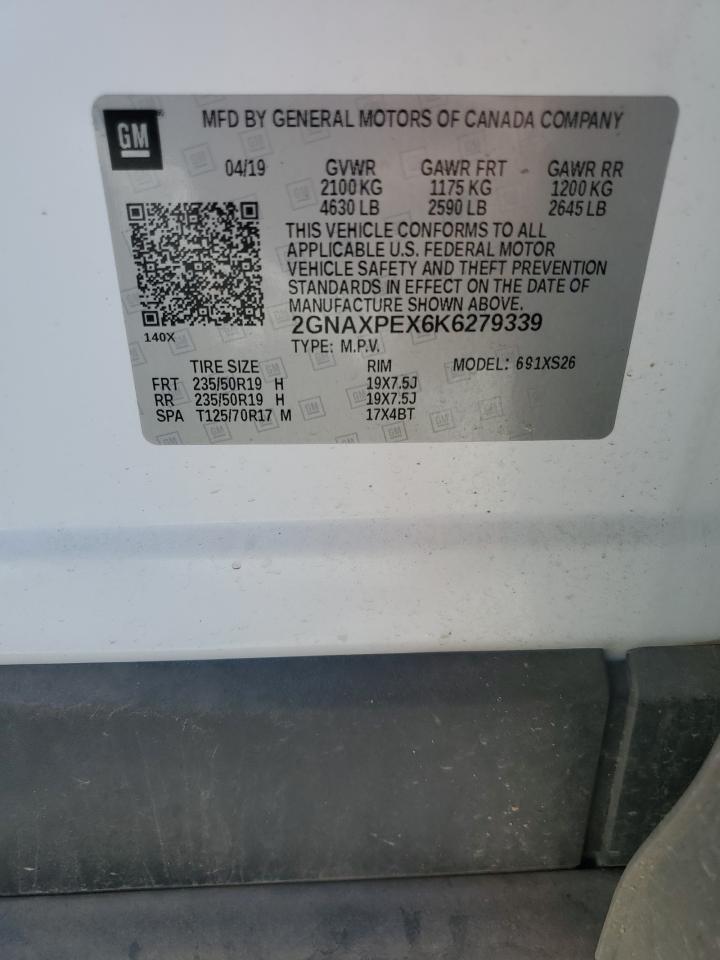 GM
MFD BY GENERAL MOTORS OF CANADA COMPANY
04/19 GVWR GAWR FRT GAWR RR
2100 KG 1175 KG 1200 KG
4630 LB 2590 LB 2645 LB
THIS VEHICLE CONFORMS TO ALL
APPLICABLE U.S. FEDERAL MOTOR
VEHICLE SAFETY AND THEFT PREVENTION
STANDARDS IN EFFECT ON THE DATE OF
MANUFACTURE SHOWN ABOVE.
2GNAXPEX6K6279339
140X
TYPE: M.P.V.
TIRE SIZE RIM MODEL: 691XS26
FRT 235/50R19 H 19X7.5J
RR 235/50R19 H 19X7.5J
SPA T125/70R17 M 17X4BT